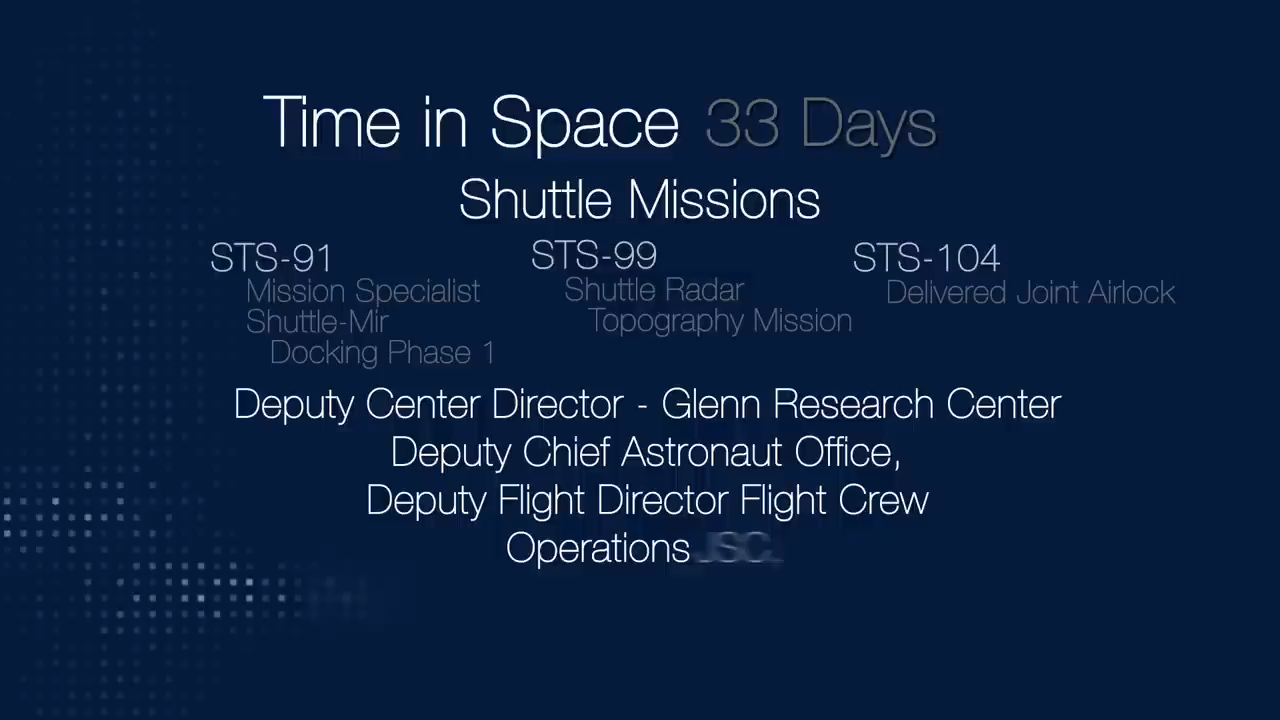 Time in Space 33 Days
Shuttle Missions
STS-91 STS-99 STS-104
Mission Specialist Shuttle Radar Delivered Joint Airlock
Shuttle-Mir Topography Mission
Docking Phase 1
Deputy Center Director - Glenn Research Center
Deputy Chief Astronaut Office,
Deputy Flight Director Flight Crew
Operations JSC.